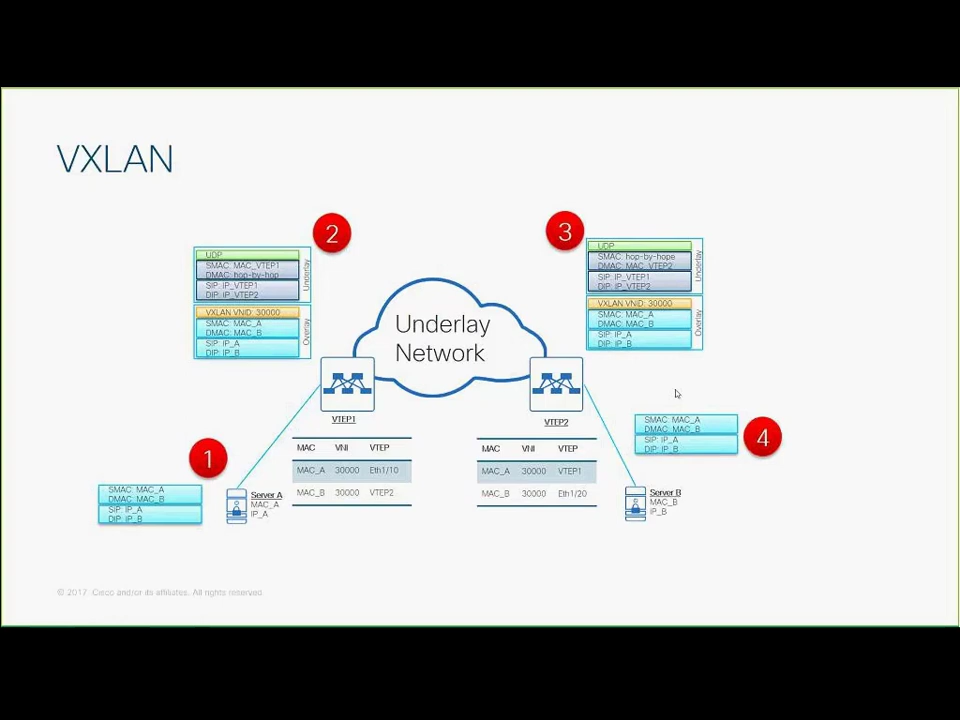 VXLAN
2
UDP
SMAC: MAC_VTEP1
DMAC: hop-by-hop
SIP: IP_VTEP1
DIP: IP_VTEP2
Underlay
VXLAN VNID: 30000
SMAC: MAC_A
DMAC: MAC_B
SIP: IP_A
DIP: IP_B
Overlay
3
UDP
SMAC: hop-by-hope
DMAC: MAC_VTEP2
SIP: IP_VTEP1
DIP: IP_VTEP2
Underlay
VXLAN VNID: 30000
SMAC: MAC_A
DMAC: MAC_B
SIP: IP_A
DIP: IP_B
Overlay
Underlay
Network
VTEP1
VTEP2
1
SMAC: MAC_A
DMAC: MAC_B
SIP: IP_A
DIP: IP_B
Server A
MAC_A
IP_A
MAC VNI VTEP
MAC_A 30000 Eth1/10
MAC_B 30000 VTEP2
MAC VNI VTEP
MAC_A 30000 VTEP1
MAC_B 30000 Eth1/20
SMAC: MAC_A
DMAC: MAC_B
SIP: IP_A
DIP: IP_B
4
Server B
MAC_B
IP_B
© 2017 Cisco and/or its affiliates. All rights reserved